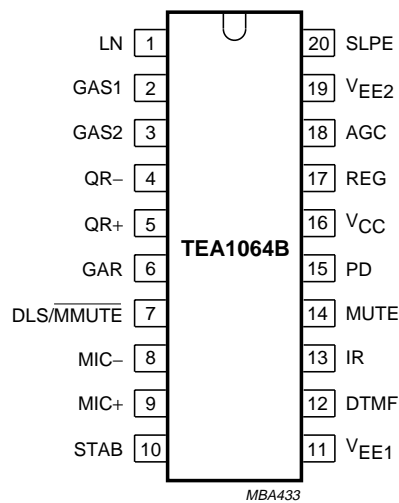 LN 1 20 SLPE
GAS1 2 19 VEE2
GAS2 3 18 AGC
QR− 4 17 REG
QR+ 5 16 VCC
TEA1064B
GAR 6 15 PD
DLS/MMUTE 7 14 MUTE
MIC− 8 13 IR
MIC+ 9 12 DTMF
STAB 10 11 VEE1
MBA433